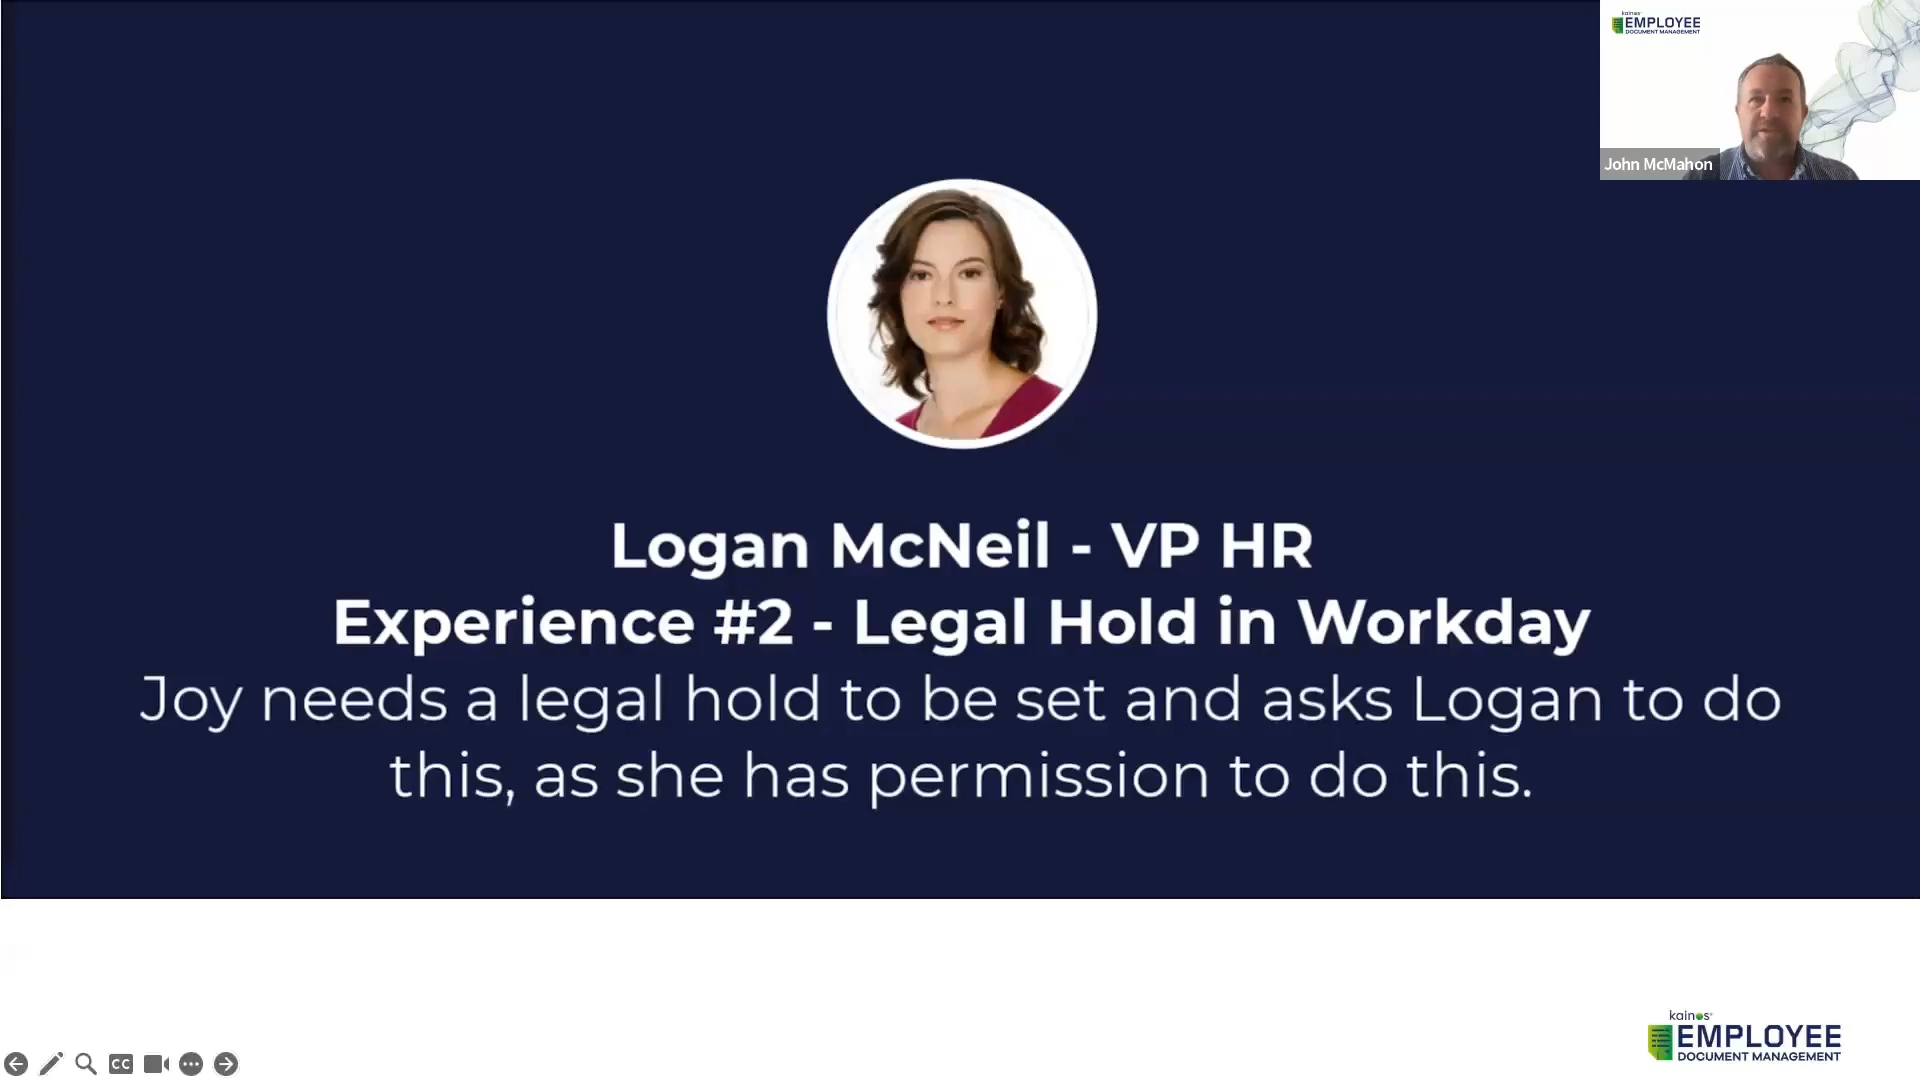 kainos
EMPLOYEE
DOCUMENT MANAGEMENT
John McMahon
Logan McNeil - VP HR
Experience #2 - Legal Hold in Workday
Joy needs a legal hold to be set and asks Logan to do
this, as she has permission to do this.
CC
kainos
EMPLOYEE
DOCUMENT MANAGEMENT